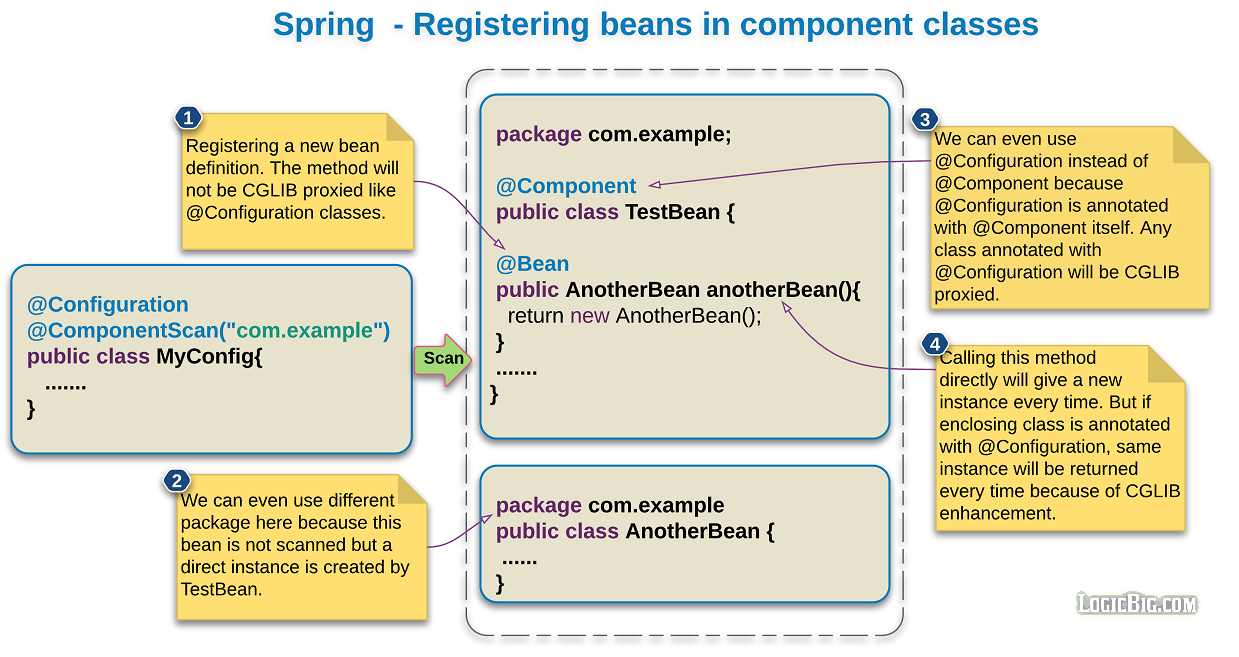 Spring - Registering beans in component classes
1
Registering a new bean
definition. The method will
not be CGLIB proxied like
@Configuration classes.
@Configuration
@ComponentScan("com.example")
public class MyConfig{
.......
}
Scan
2
We can even use different
package here because this
bean is not scanned but a
direct instance is created by
TestBean.
package com.example;
@Component
public class TestBean {
@Bean
public AnotherBean anotherBean(){
return new AnotherBean();
}
.......
}
package com.example
public class AnotherBean {
......
}
3
We can even use
@Configuration instead of
@Component because
@Configuration is annotated
with @Component itself. Any
class annotated with
@Configuration will be CGLIB
proxied.
4
Calling this method
directly will give a new
instance every time. But if
enclosing class is annotated
with @Configuration, same
instance will be returned
every time because of CGLIB
enhancement.
LogicBig.com